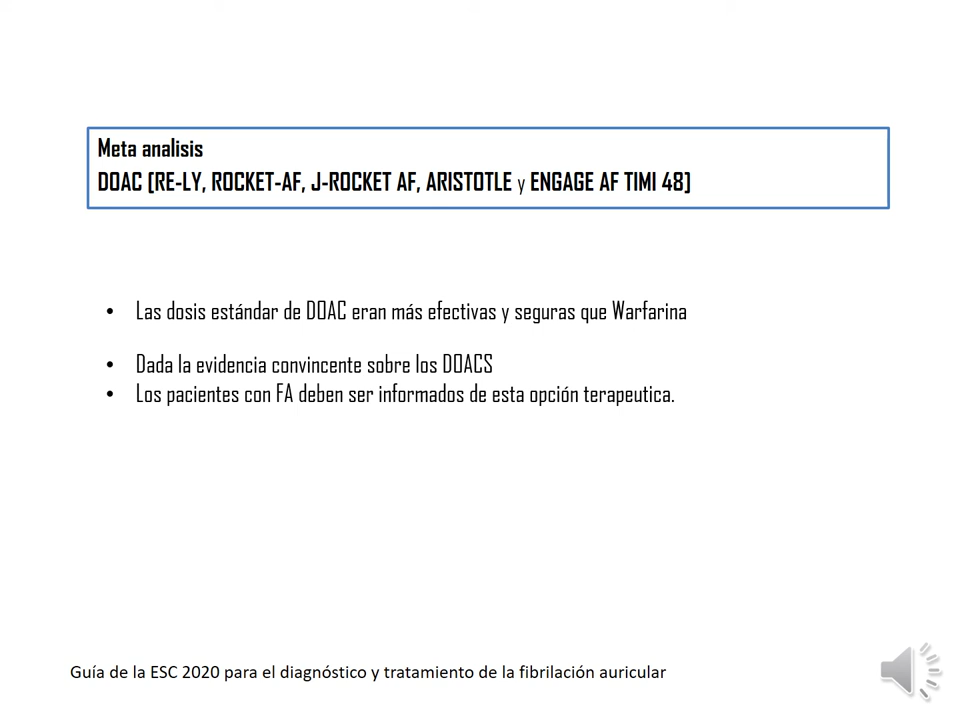 Meta analisis
DOAC [RE-LY, ROCKET-AF, J-ROCKET AF, ARISTOTLE y ENGAGE AF TIMI 48]
• Las dosis estándar de DOAC eran más efectivas y seguras que Warfarina
• Dada la evidencia convincente sobre los DOACS
• Los pacientes con FA deben ser informados de esta opción terapeutica.
Guía de la ESC 2020 para el diagnóstico y tratamiento de la fibrilación auricular